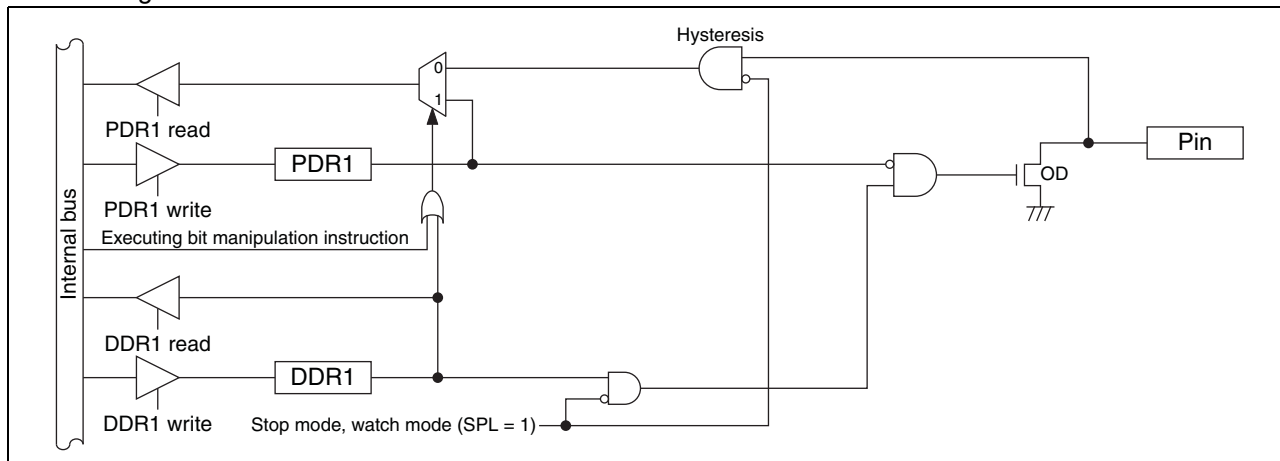 Hysteresis
0
1
PDR1 read
PDR1
Pin
OD
PDR1 write
Executing bit manipulation instruction
Internal bus
DDR1 read
DDR1
DDR1 write
Stop mode, watch mode (SPL = 1)